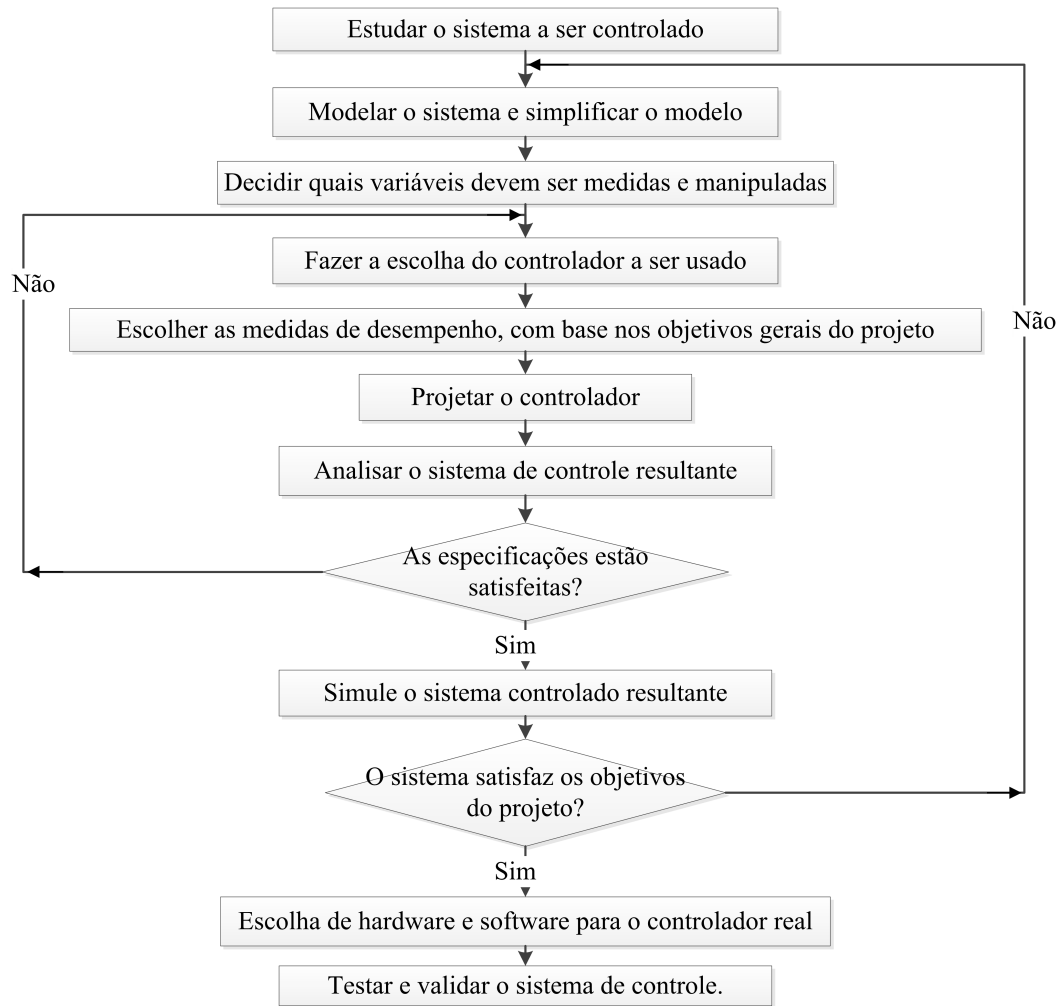 Estudar o sistema a ser controlado
Modelar o sistema e simplificar o modelo
Decidir quais variáveis devem ser medidas e manipuladas
Não
Fazer a escolha do controlador a ser usado
Escolher as medidas de desempenho, com base nos objetivos gerais do projeto
Não
Projetar o controlador
Analisar o sistema de controle resultante
As especificações estão
satisfeitas?
Sim
Simule o sistema controlado resultante
O sistema satisfaz os objetivos
do projeto?
Sim
Escolha de hardware e software para o controlador real
Testar e validar o sistema de controle.